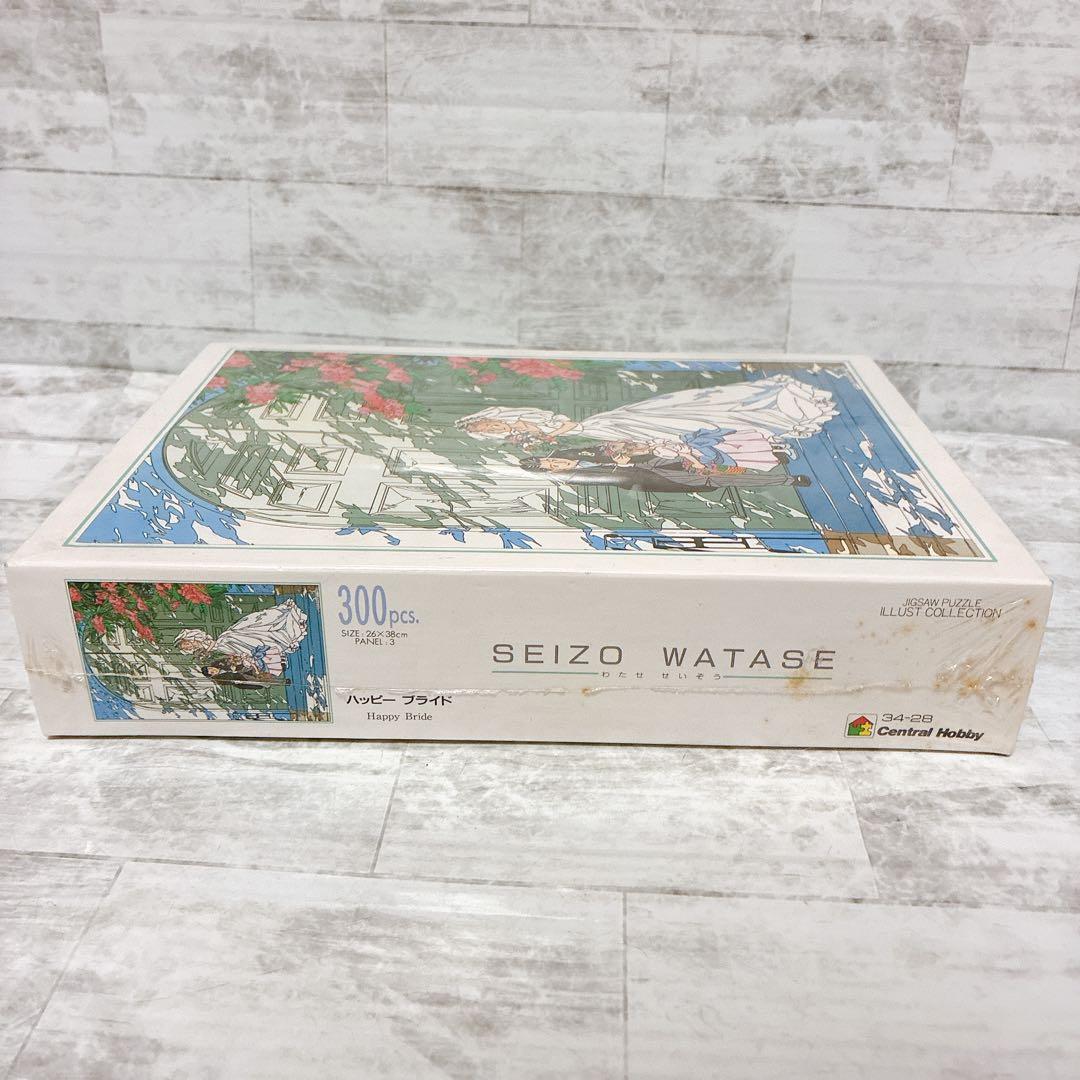 300pcs.
SIZE : 26×38cm
PANEL : 3
ハッピー ブライド
Happy Bride
SEIZO WATASE
わたせ せいぞう
JIGSAW PUZZLE
ILLUST COLLECTION
34-28
Central Hobby